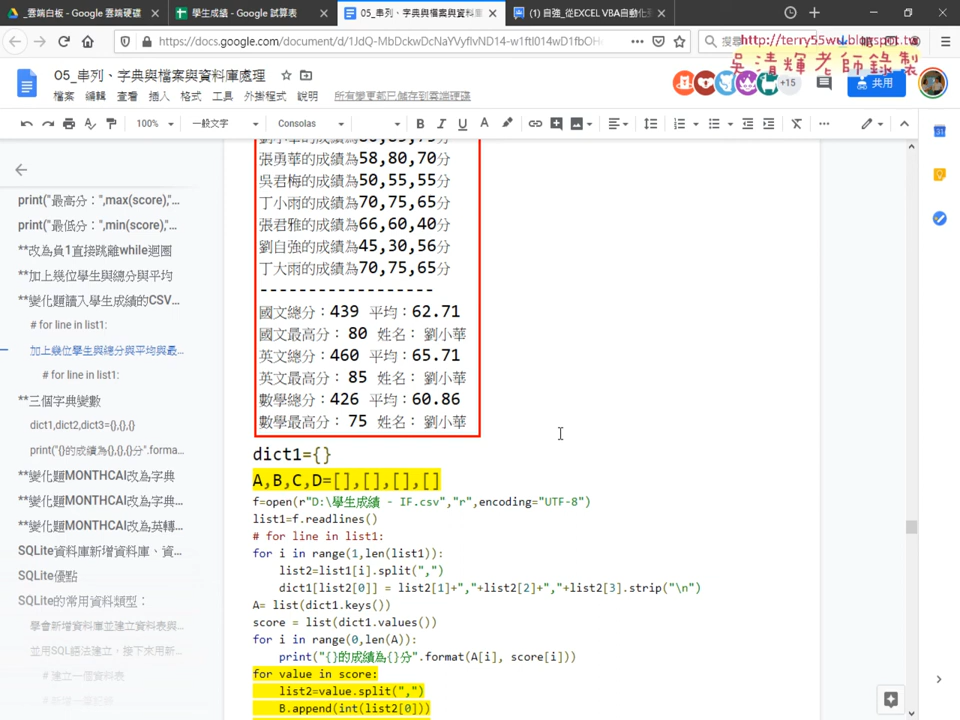 _雲端白板 - Google 雲端硬碟
學生成績 - Google 試算表
05_串列、字典與檔案與資料
(1) 自強_從EXCEL VBA自動化
https://docs.google.com/document/d/1JdQ-MbDckwDcNaYVyflvND14-w1ftI014wD1fbOH
http://terry55wu.blogspot.tw
吳清輝老師錄製
05_串列、字典與檔案與資料庫處理
+15
共用
檔案 編輯 查看 插入 格式 工具 外掛程式 說明 所有變更都已儲存到雲端硬碟
100% 一般文字 Consolas
print("最高分：",max(score),"...
print("最低分：",min(score),"...
**改為負1直接跳離while迴圈
**加上幾位學生與總分與平均
**變化題讀入學生成績的CSV...
# for line in list1:
加上幾位學生與總分與平均與最...
# for line in list1:
**三個字典變數
dict1,dict2,dict3={},{},{}
print("{}的成績為{},{},{}分".forma...
**變化題MONTHCAI改為字典
**變化題MONTHCAI改為字典
**變化題MONTHCAI改為英轉...
SQLite資料庫新增資料庫、資...
SQLite優點
SQLite的常用資料類型：
學會新增資料庫並建立資料表與...
並用SQL語法建立，接下來用新...
# 建立一個資料表
張勇華的成績為58,80,70分
吳君梅的成績為50,55,55分
丁小雨的成績為70,75,65分
張君雅的成績為66,60,40分
劉自強的成績為45,30,56分
丁大雨的成績為70,75,65分
------------------
國文總分：439 平均：62.71
國文最高分： 80 姓名： 劉小華
英文總分：460 平均：65.71
英文最高分： 85 姓名： 劉小華
數學總分：426 平均：60.86
數學最高分： 75 姓名： 劉小華
dict1={}
A,B,C,D=[],[],[],[]
f=open(r"D:\學生成績 - IF.csv","r",encoding="UTF-8")
list1=f.readlines()
# for line in list1:
for i in range(1,len(list1)):
list2=list1[i].split(",")
dict1[list2[0]] = list2[1]+","+list2[2]+","+list2[3].strip("\n")
A= list(dict1.keys())
score = list(dict1.values())
for i in range(0,len(A)):
print("{}的成績為{}分".format(A[i], score[i]))
for value in score:
list2=value.split(",")
B.append(int(list2[0]))